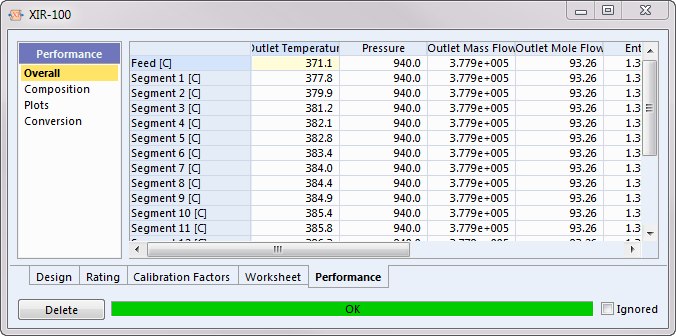 XIR-100
Performance
Overall
Composition
Plots
Conversion
Outlet Temperatur Pressure Outlet Mass Flow Outlet Mole Flow Ent
Feed [C] 371.1 940.0 3.779e+005 93.26 1.3
Segment 1 [C] 377.8 940.0 3.779e+005 93.26 1.3
Segment 2 [C] 379.9 940.0 3.779e+005 93.26 1.3
Segment 3 [C] 381.2 940.0 3.779e+005 93.26 1.3
Segment 4 [C] 382.1 940.0 3.779e+005 93.26 1.3
Segment 5 [C] 382.8 940.0 3.779e+005 93.26 1.3
Segment 6 [C] 383.4 940.0 3.779e+005 93.26 1.3
Segment 7 [C] 384.0 940.0 3.779e+005 93.26 1.3
Segment 8 [C] 384.4 940.0 3.779e+005 93.26 1.3
Segment 9 [C] 384.9 940.0 3.779e+005 93.26 1.3
Segment 10 [C] 385.4 940.0 3.779e+005 93.26 1.3
Segment 11 [C] 385.8 940.0 3.779e+005 93.26 1.3
Design Rating Calibration Factors Worksheet Performance
Delete OK Ignored